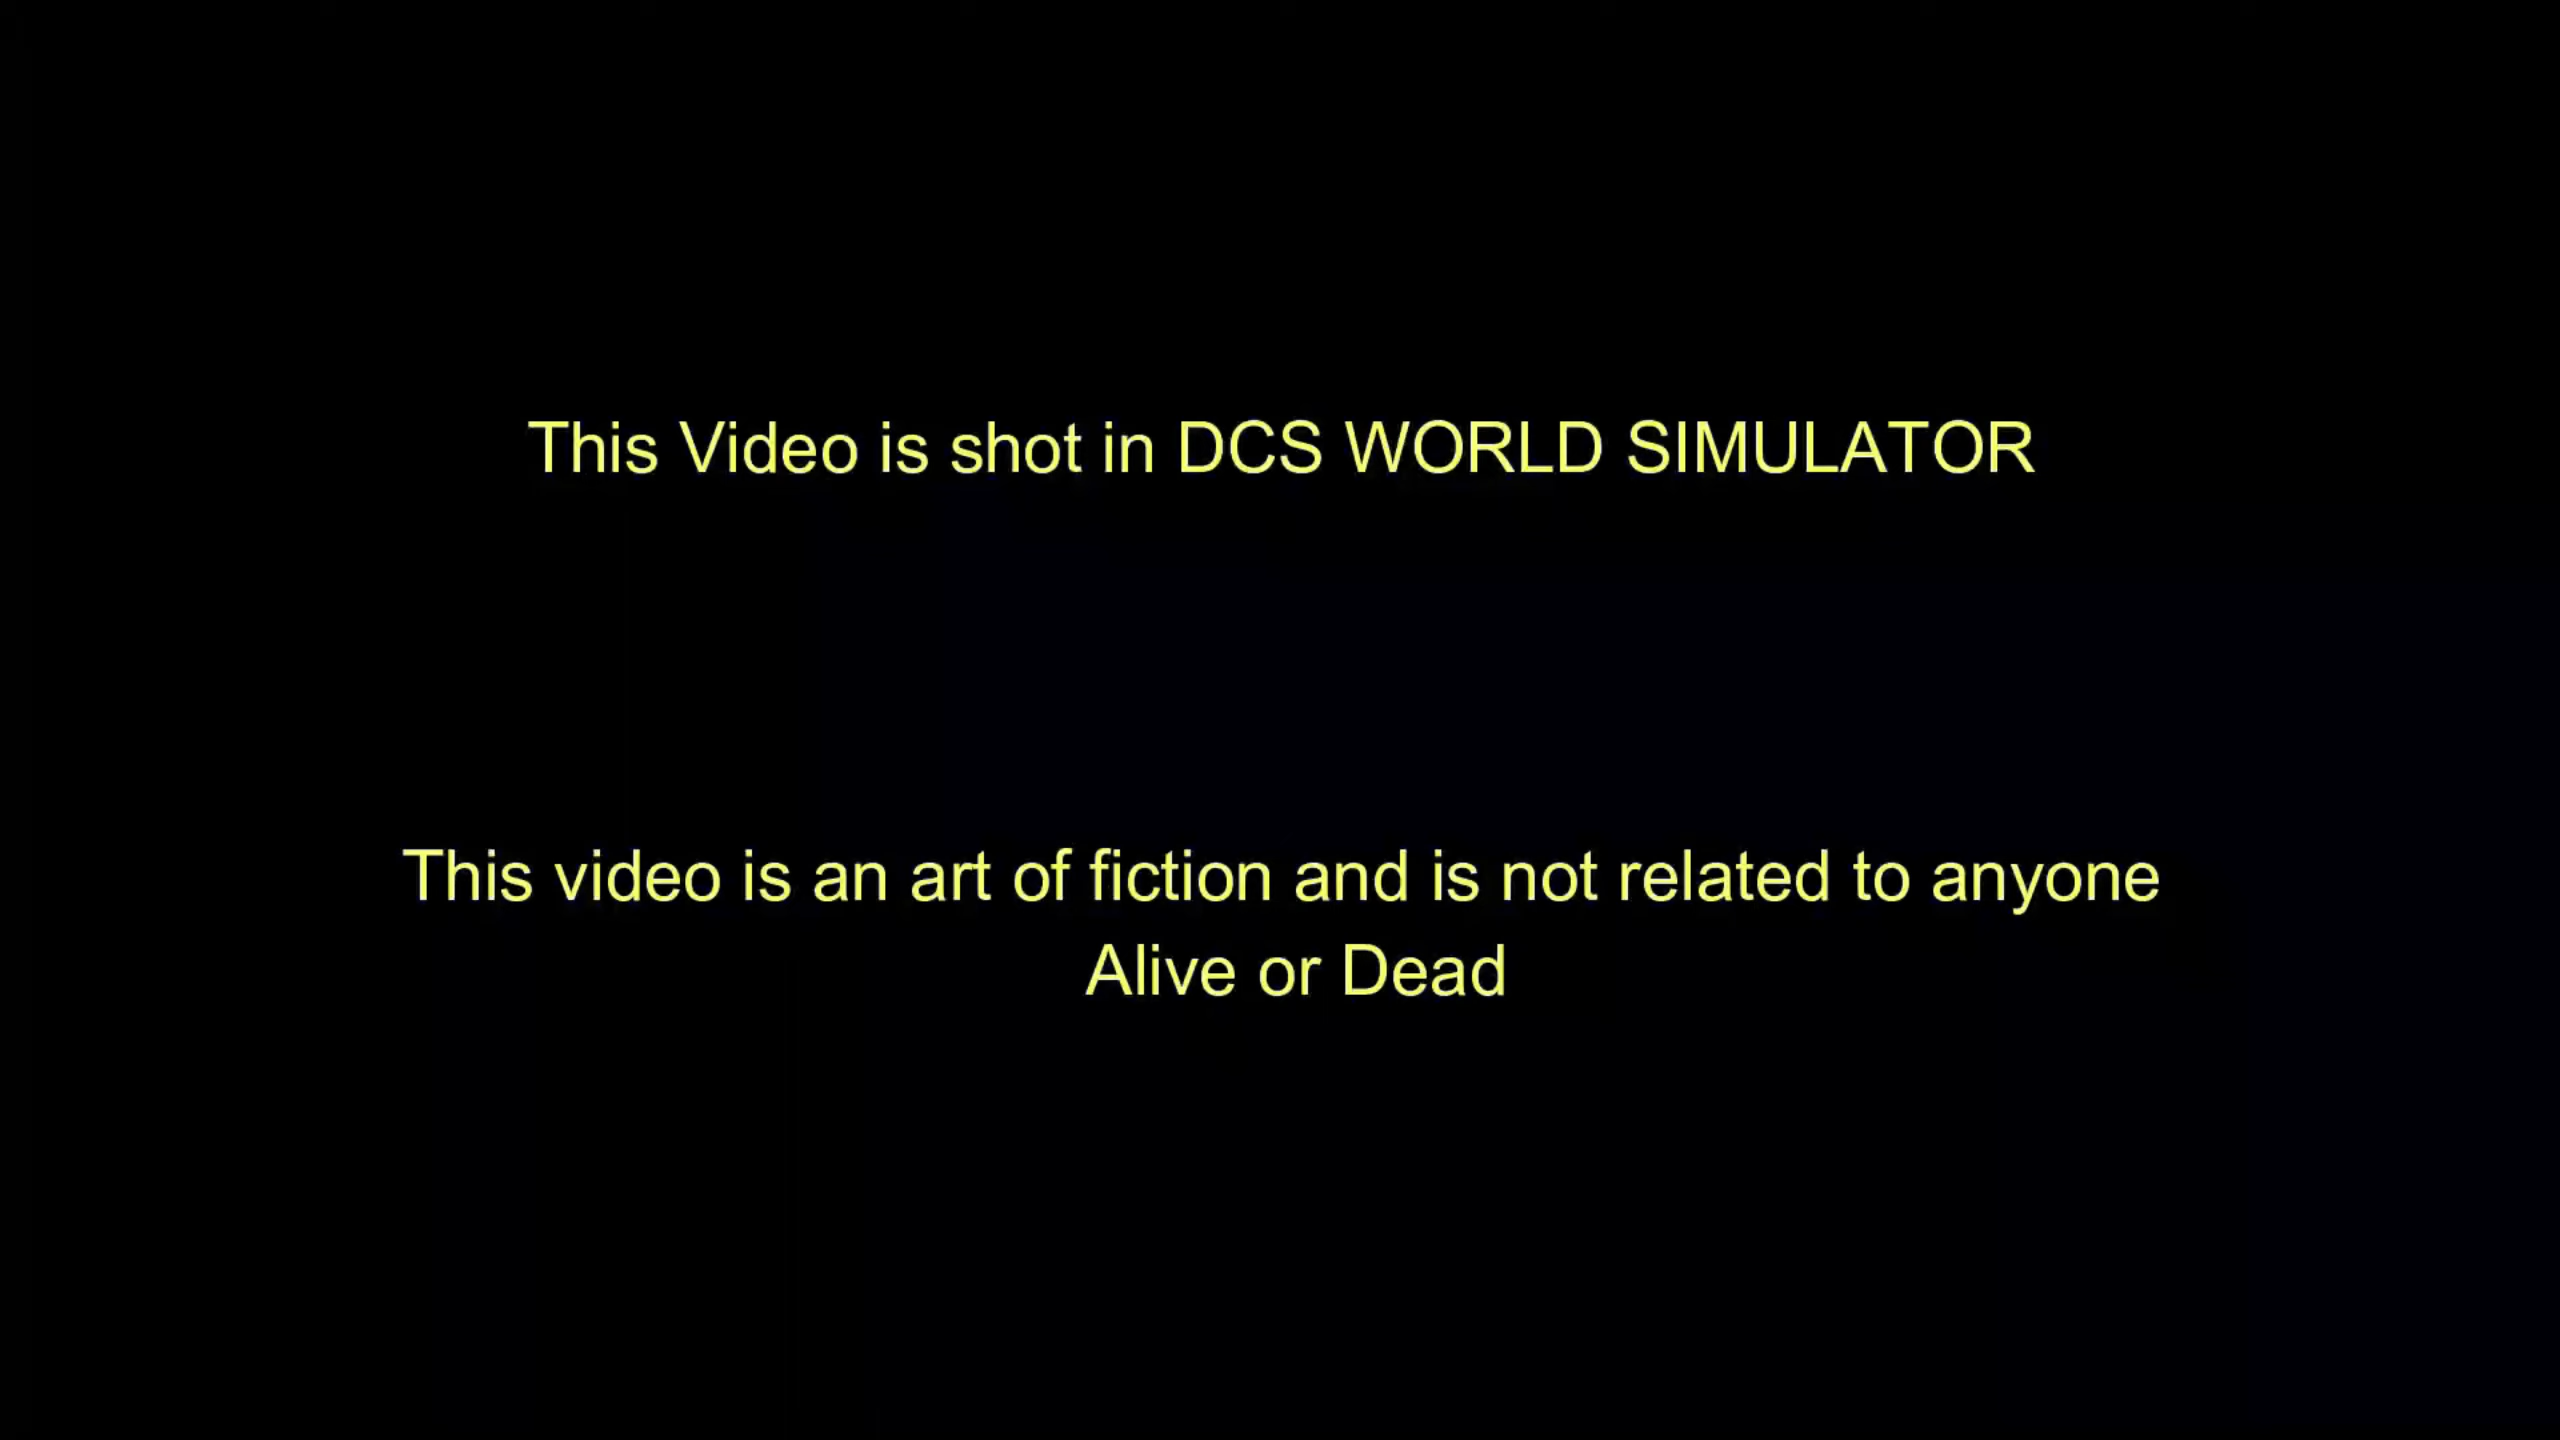 This Video is shot in DCS WORLD SIMULATOR
This video is an art of fiction and is not related to anyone
Alive or Dead